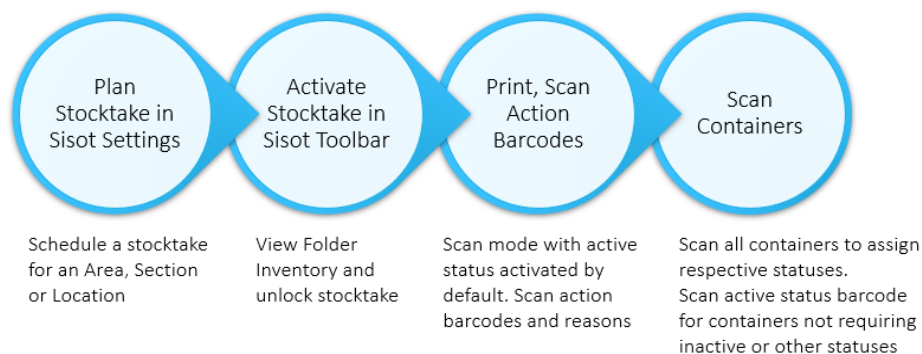 Plan
Stocktake in
Sisot Settings
Activate
Stocktake in
Sisot Toolbar
Print, Scan
Action
Barcodes
Scan
Containers
Schedule a stocktake
for an Area, Section
or Location
View Folder
Inventory and
unlock stocktake
Scan mode with active
status activated by
default. Scan action
barcodes and reasons
Scan all containers to assign
respective statuses.
Scan active status barcode
for containers not requiring
inactive or other statuses